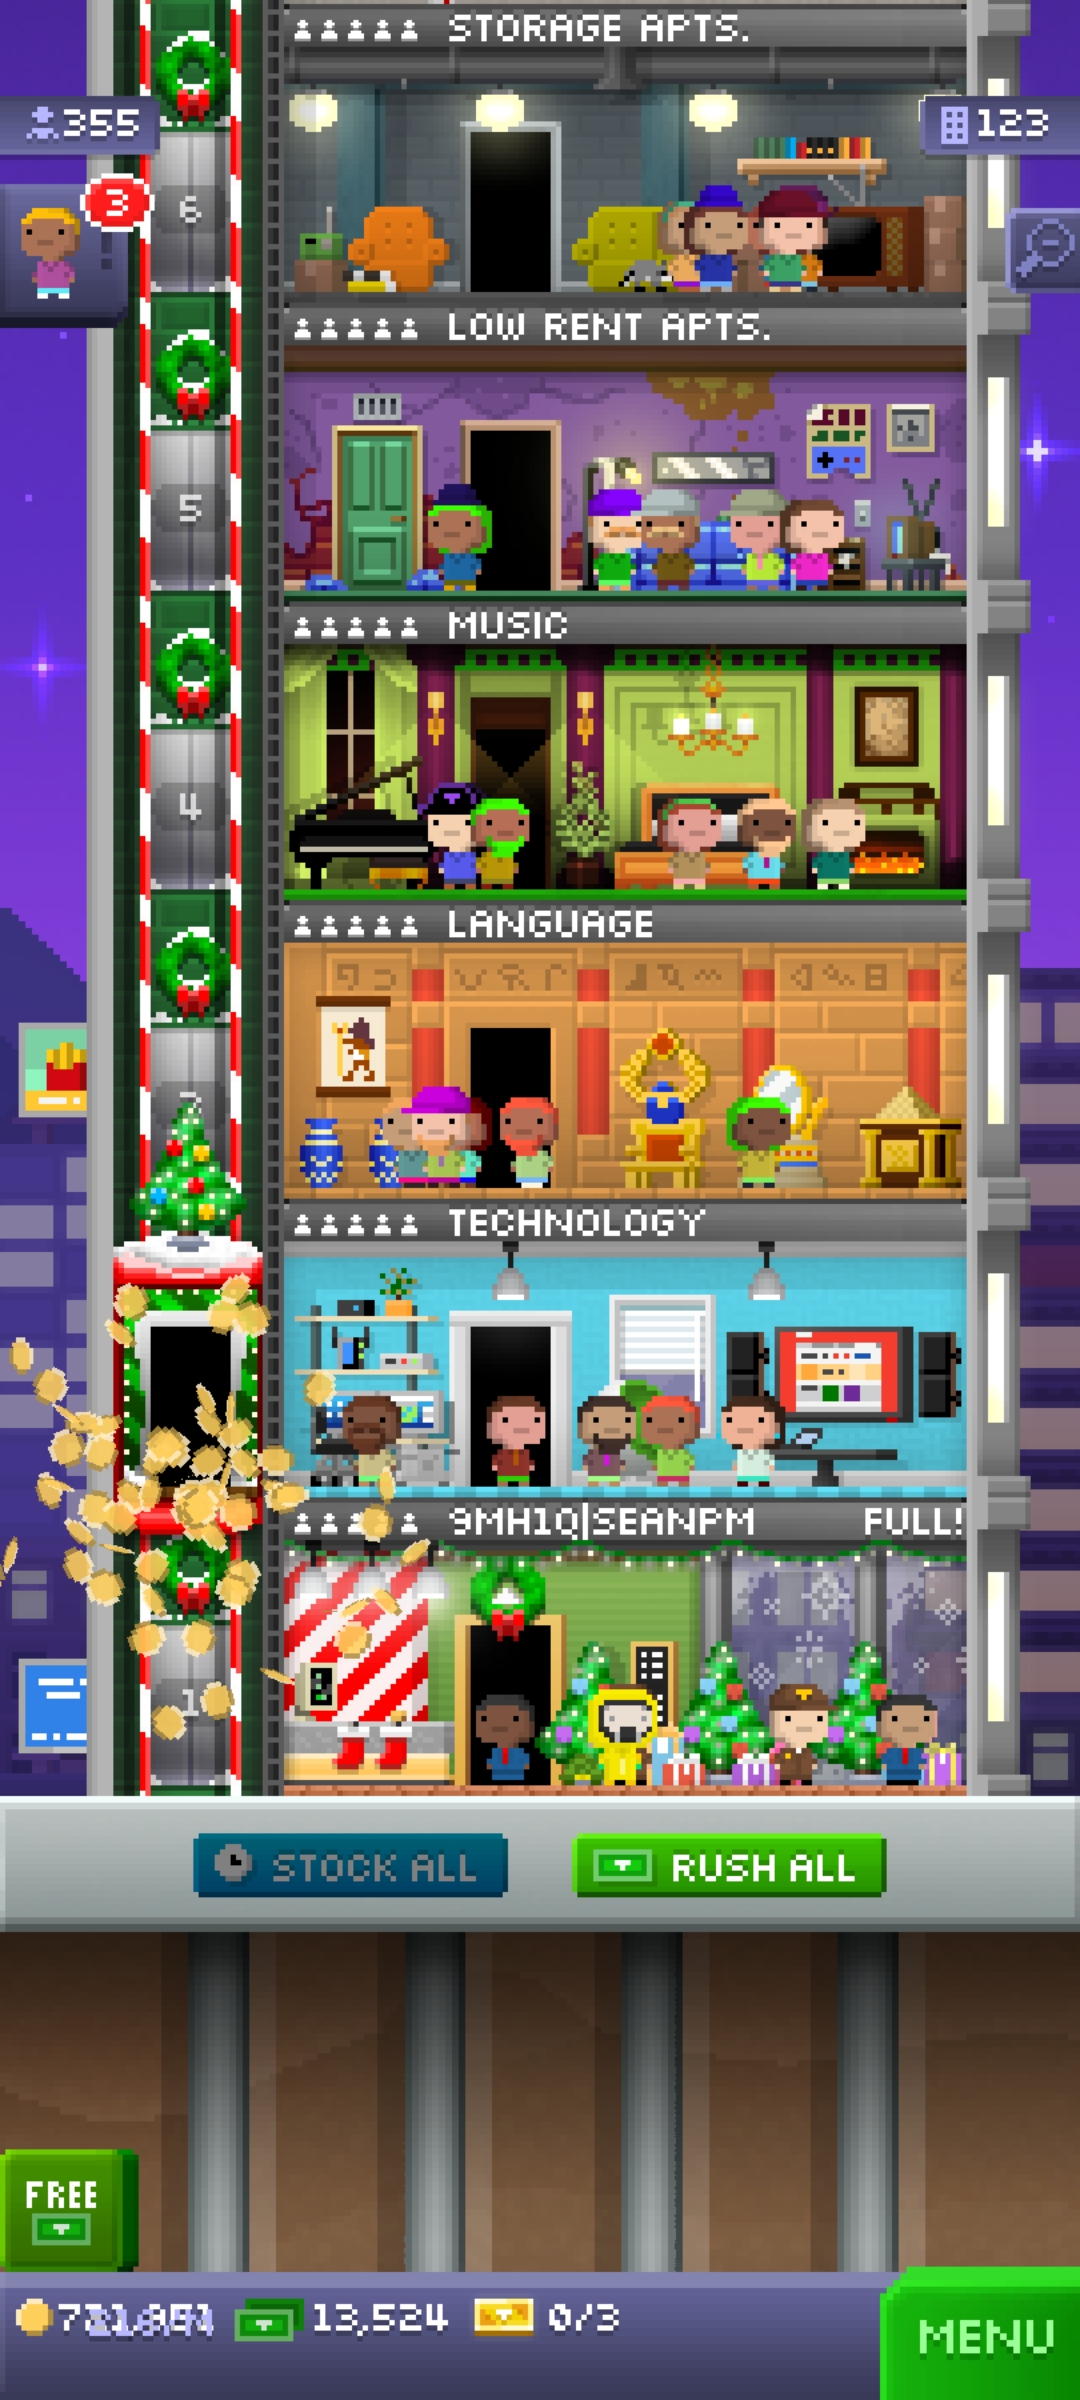 STORAGE APTS.
355
123
3
6
LOW RENT APTS.
5
MUSIC
4
LANGUAGE
TECHNOLOGY
9MH1Q|SEANPM FULL!
1
STOCK ALL
RUSH ALL
FREE
13,524
0/3
MENU